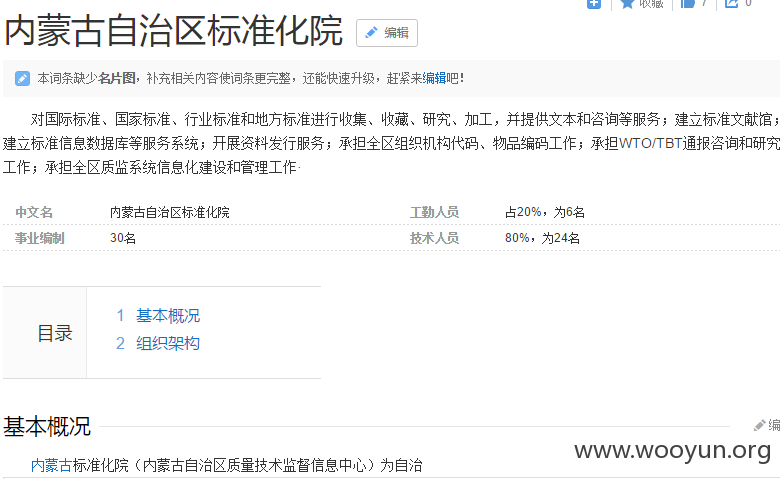 收藏 7 0
内蒙古自治区标准化院 编辑
本词条缺少名片图，补充相关内容使词条更完整，还能快速升级，赶紧来编辑吧！
对国际标准、国家标准、行业标准和地方标准进行收集、收藏、研究、加工，并提供文本和咨询等服务；建立标准文献馆；
建立标准信息数据库等服务系统；开展资料发行服务；承担全区组织机构代码、物品编码工作；承担WTO/TBT通报咨询和研究
工作；承担全区质监系统信息化建设和管理工作·
中文名 内蒙古自治区标准化院 工勤人员 占20%，为6名
事业编制 30名 技术人员 80%，为24名
目录
1 基本概况
2 组织架构
基本概况 编
www.wooyun.org
内蒙古标准化院（内蒙古自治区质量技术监督信息中心）为自治